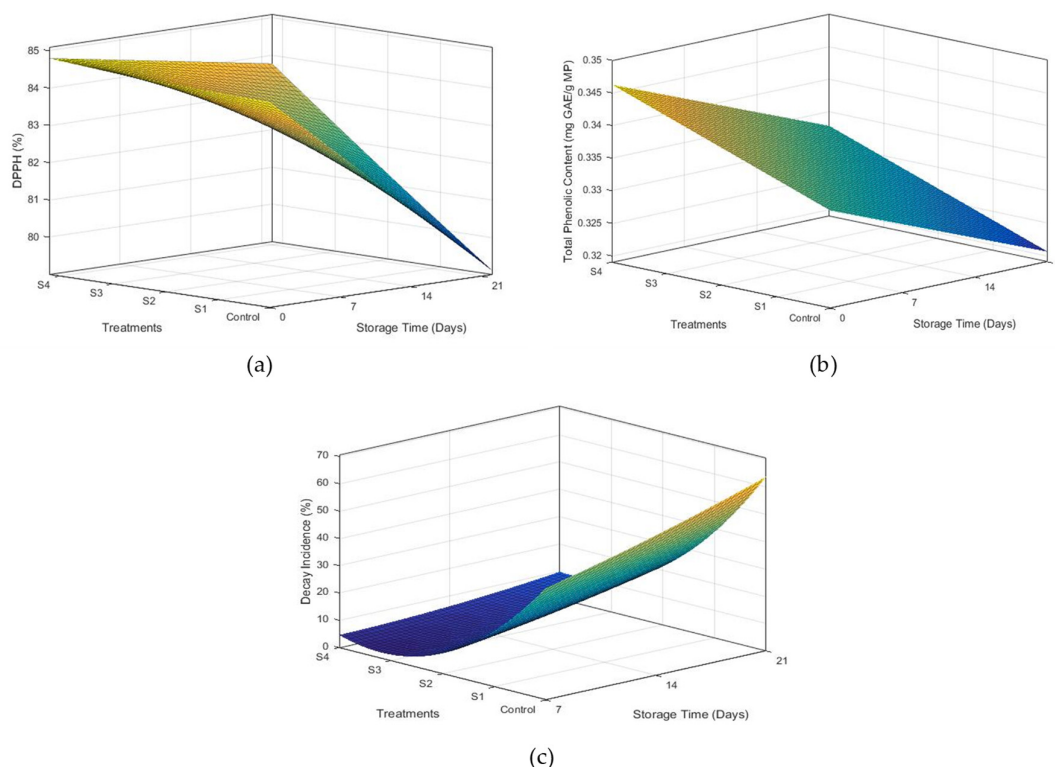 85
84
83
82
81
80
DPPH (%)
S4
S3
S2
S1
Control
0
7
14
21
Treatments
Storage Time (Days)
(a)
0.35
0.345
0.34
0.335
0.33
0.325
0.32
Total Phenolic Content (mg GAE/g MP)
S4
S3
S2
S1
Control
0
7
14
Treatments
Storage Time (Days)
(b)
70
60
50
40
30
20
10
0
Decay Incidence (%)
S4
S3
S2
S1
Control
7
14
21
Treatments
Storage Time (Days)
(c)